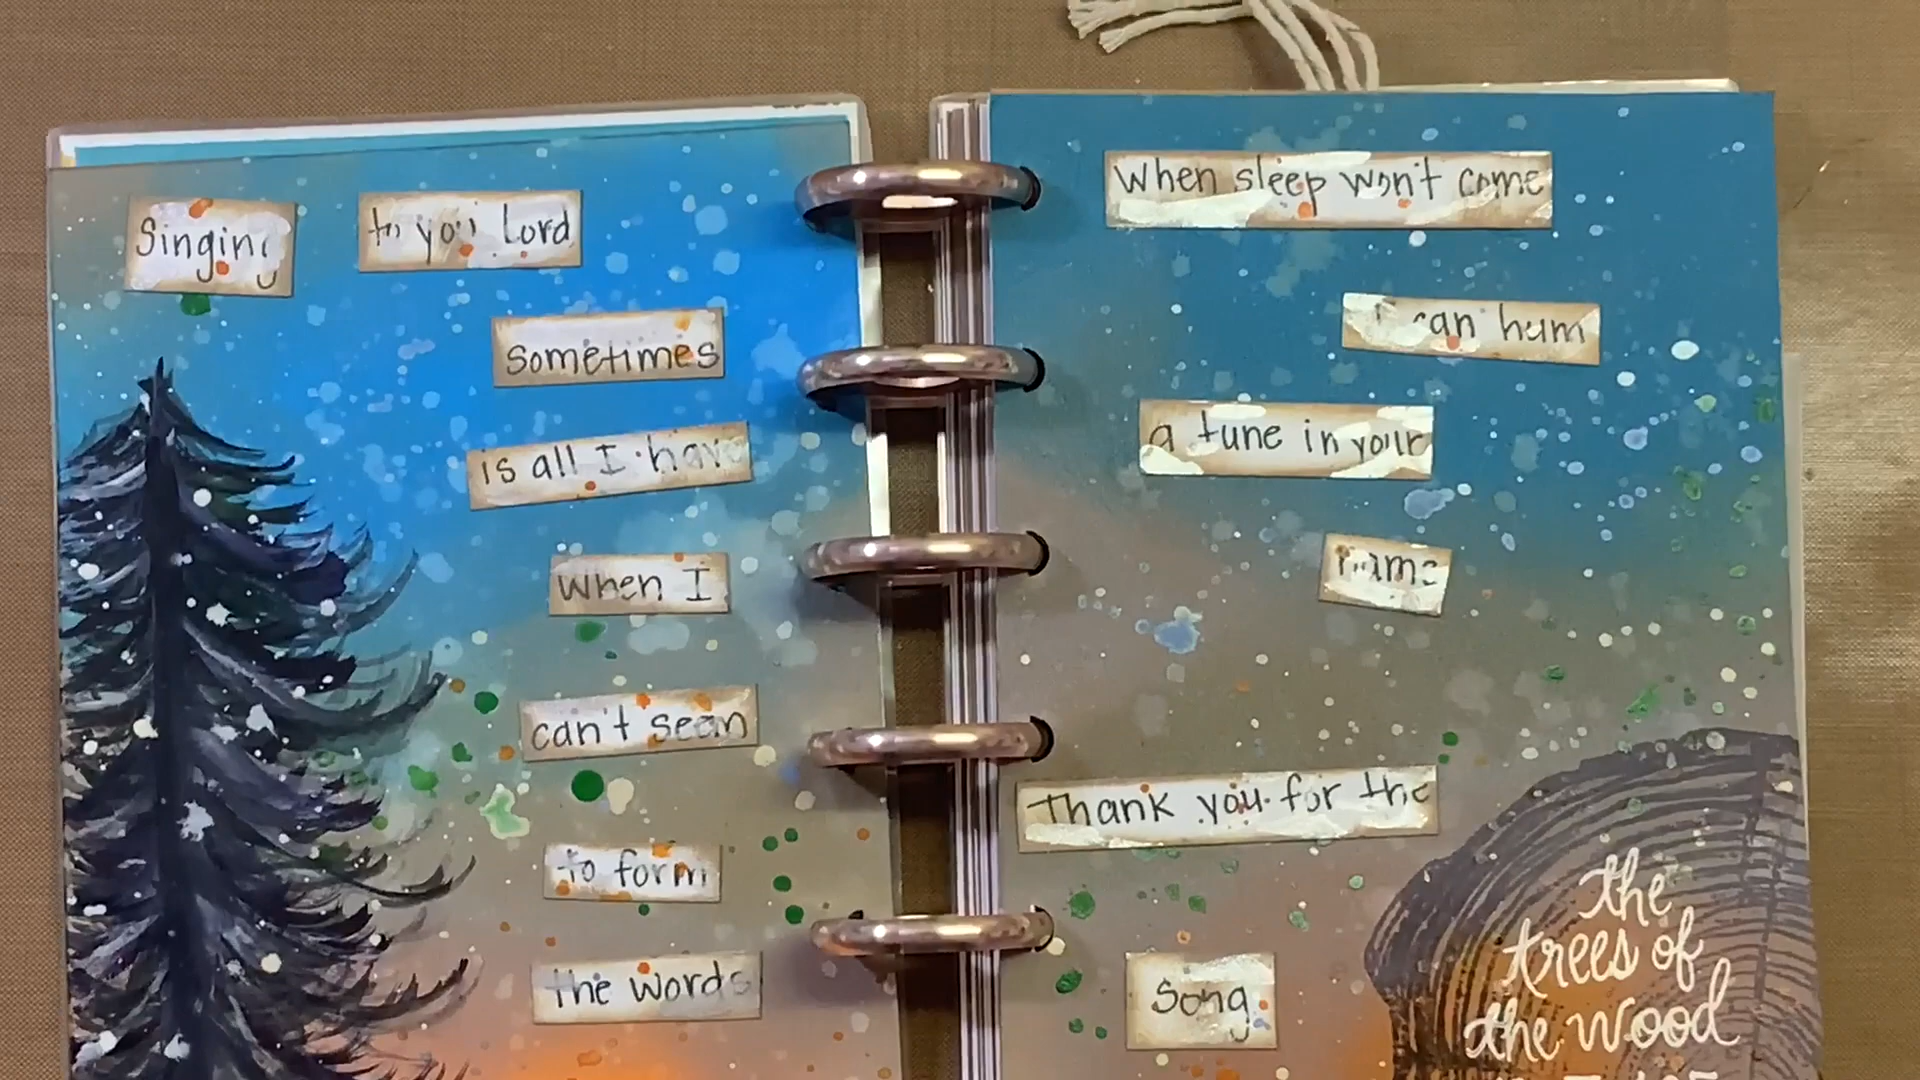 Singing to you Lord
sometimes
is all I have
when I
can't seem
to form
the words
When sleep won't come
I can hum
a tune in your
name
Thank you for the
song
the
trees of
the wood